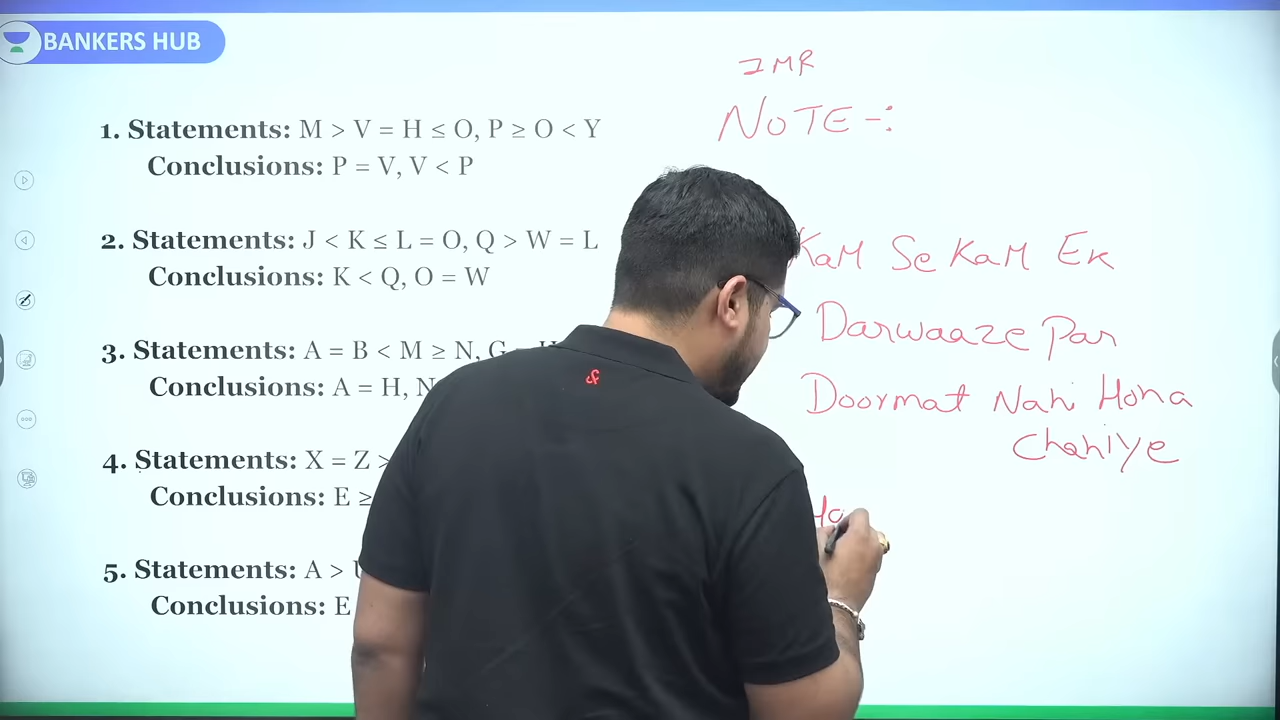 BANKERS HUB
1. Statements: M > V = H ≤ O, P ≥ O < Y
Conclusions: P = V, V < P
2. Statements: J < K ≤ L = O, Q > W = L
Conclusions: K < Q, O = W
3. Statements: A = B < M ≥ N, G
Conclusions: A = H, N
4. Statements: X = Z >
Conclusions: E ≥
5. Statements: A > U
Conclusions: E
IMR
NOTE -:
KaM Se KaM Ek
Darwaaze Par
Doormat Nahi Hona
Chahiye
Ho